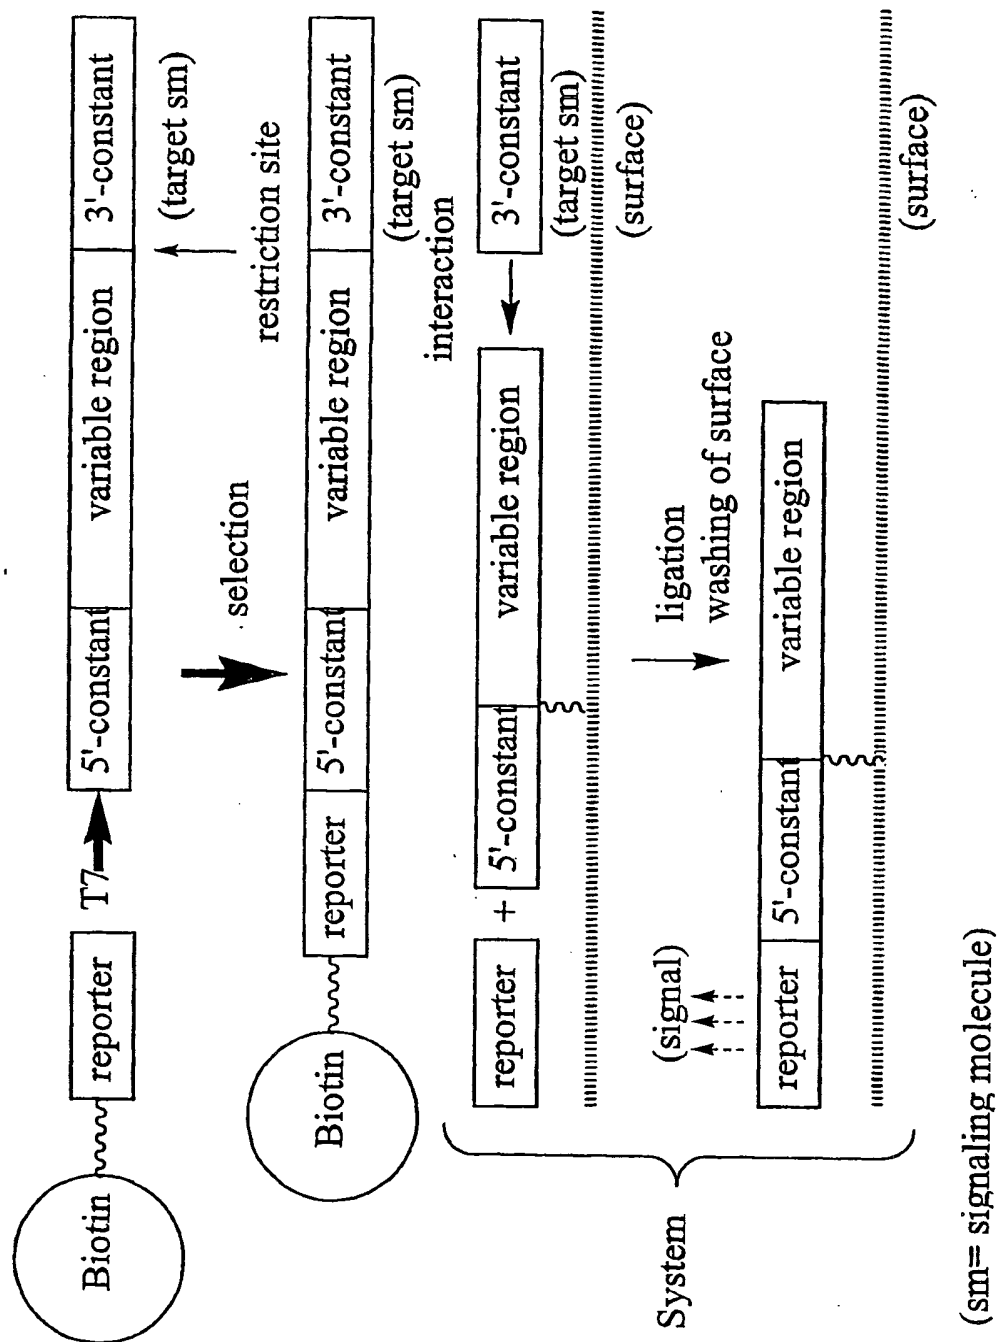 Biotin reporter T7 5'-constant variable region 3'-constant
(target sm)
selection
restriction site
Biotin reporter 5'-constant variable region 3'-constant
(target sm)
interaction
reporter + 5'-constant variable region 3'-constant
(target sm)
(surface)
System
ligation
washing of surface
(signal)
reporter 5'-constant variable region
(surface)
(sm= signaling molecule)